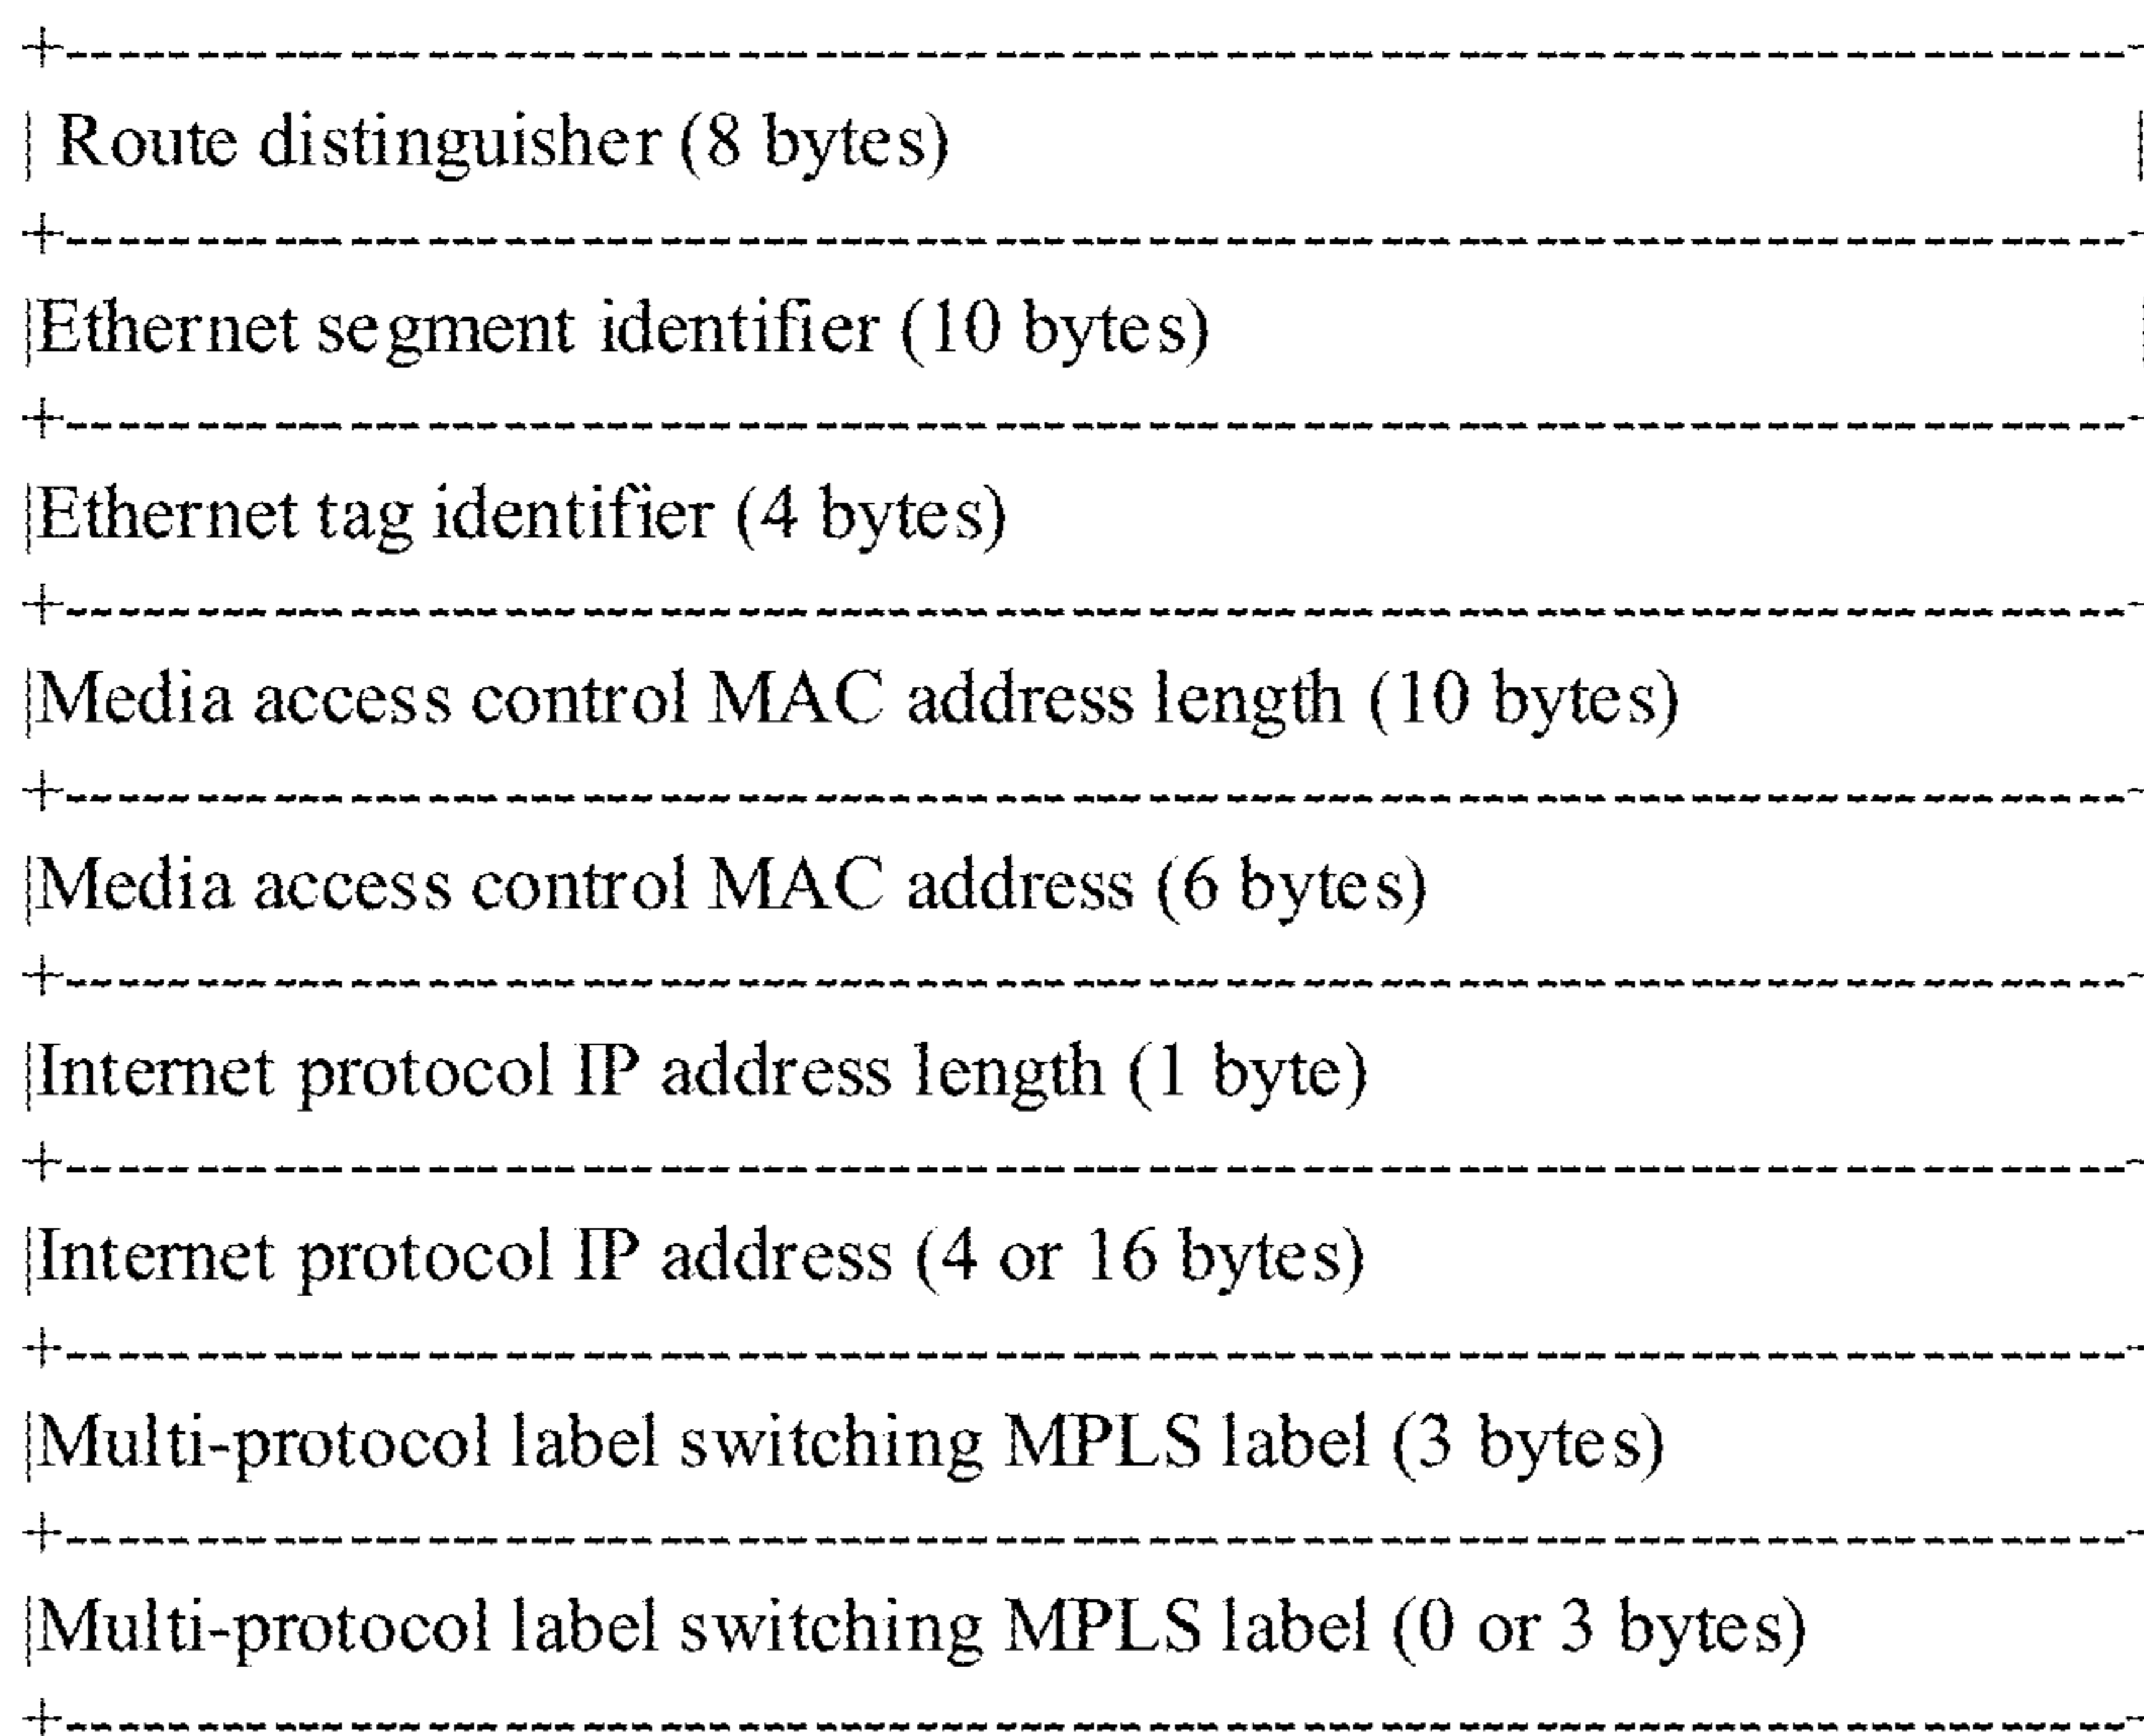 Route distinguisher (8 bytes)
Ethernet segment identifier (10 bytes)
Ethernet tag identifier (4 bytes)
Media access control MAC address length (10 bytes)
Media access control MAC address (6 bytes)
Internet protocol IP address length (1 byte)
Internet protocol IP address (4 or 16 bytes)
Multi-protocol label switching MPLS label (3 bytes)
Multi-protocol label switching MPLS label (0 or 3 bytes)